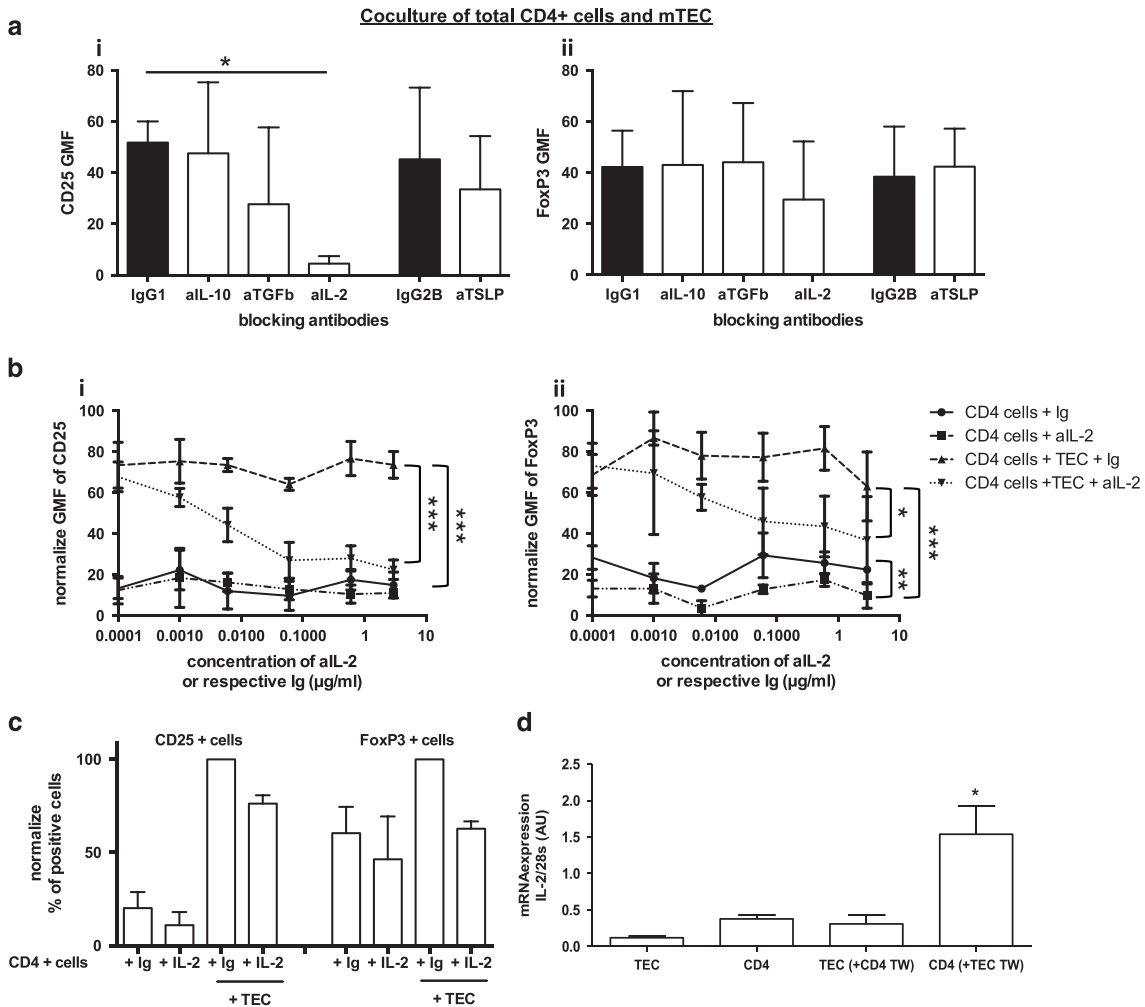 Coculture of total CD4+ cells and mTEC
a
i
*
80
60
40
20
0
CD25 GMF
IgG1 aIL-10 aTGFb aIL-2 IgG2B aTSLP
blocking antibodies
ii
80
60
40
20
0
FoxP3 GMF
IgG1 aIL-10 aTGFb aIL-2 IgG2B aTSLP
blocking antibodies
b
i
100
80
60
40
20
0
normalize GMF of CD25
*** ***
0.0001 0.0010 0.0100 0.1000 1 10
concentration of aIL-2
or respective Ig (µg/ml)
ii
100
80
60
40
20
0
normalize GMF of FoxP3
* ** ***
0.0001 0.0010 0.0100 0.1000 1 10
concentration of aIL-2
or respective Ig (µg/ml)
CD4 cells + Ig
CD4 cells + aIL-2
CD4 cells + TEC + Ig
CD4 cells +TEC + aIL-2
c
CD25 + cells FoxP3 + cells
100
50
0
normalize
% of positive cells
CD4 + cells + Ig + IL-2 + Ig + IL-2 + Ig + IL-2 + Ig + IL-2
+ TEC + TEC
d
2.5
2.0
1.5
1.0
0.5
0.0
mRNAexpression
IL-2/28s (AU)
*
TEC CD4 TEC (+CD4 TW) CD4 (+TEC TW)